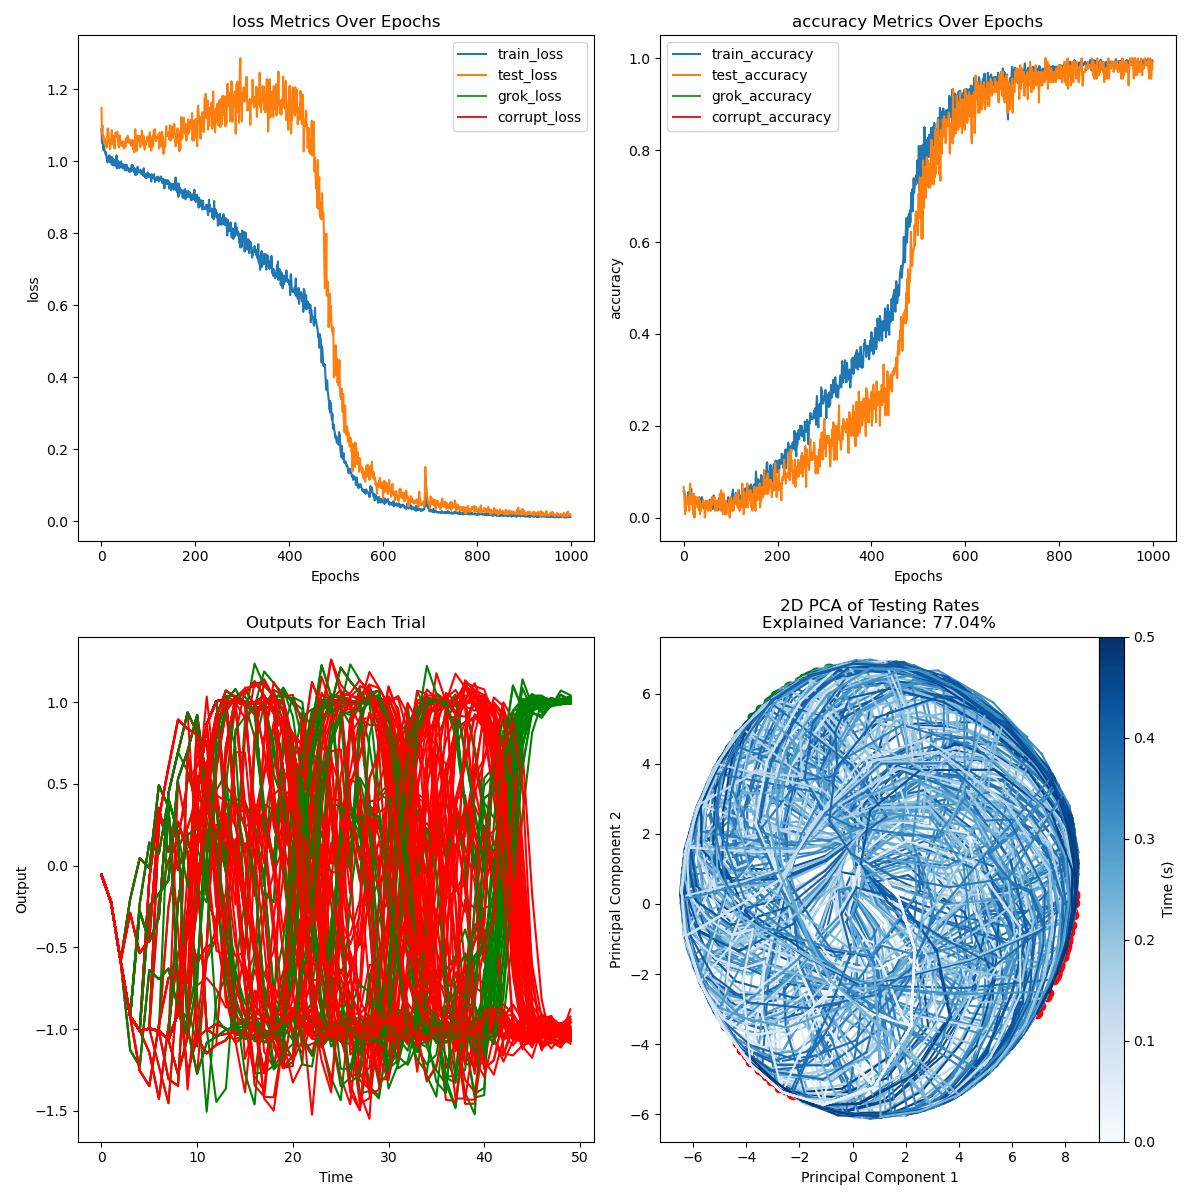 loss Metrics Over Epochs
train_loss
test_loss
grok_loss
corrupt_loss
1.2
1.0
0.8
0.6
0.4
0.2
0.0
loss
0 200 400 600 800 1000
Epochs
accuracy Metrics Over Epochs
train_accuracy
test_accuracy
grok_accuracy
corrupt_accuracy
1.0
0.8
0.6
0.4
0.2
0.0
accuracy
0 200 400 600 800 1000
Epochs
Outputs for Each Trial
1.0
0.5
0.0
−0.5
−1.0
−1.5
Output
0 10 20 30 40 50
Time
2D PCA of Testing Rates
Explained Variance: 77.04%
6
4
2
0
−2
−4
−6
Principal Component 2
−6 −4 −2 0 2 4 6 8
Principal Component 1
0.5
0.4
0.3
0.2
0.1
0.0
Time (s)